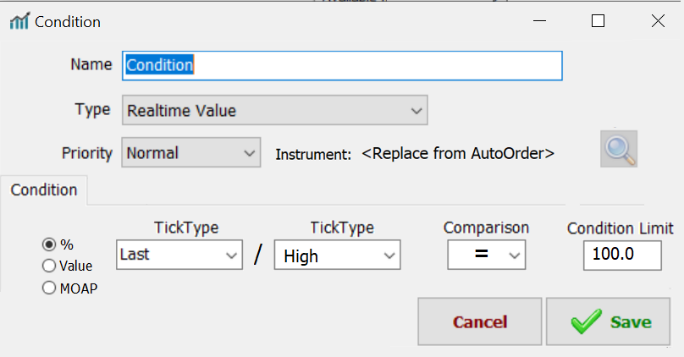 Condition
Name Condition
Type Realtime Value
Priority Normal Instrument: <Replace from AutoOrder>
Condition
TickType TickType Comparison Condition Limit
% Last / High = 100.0
Value
MOAP
Cancel Save